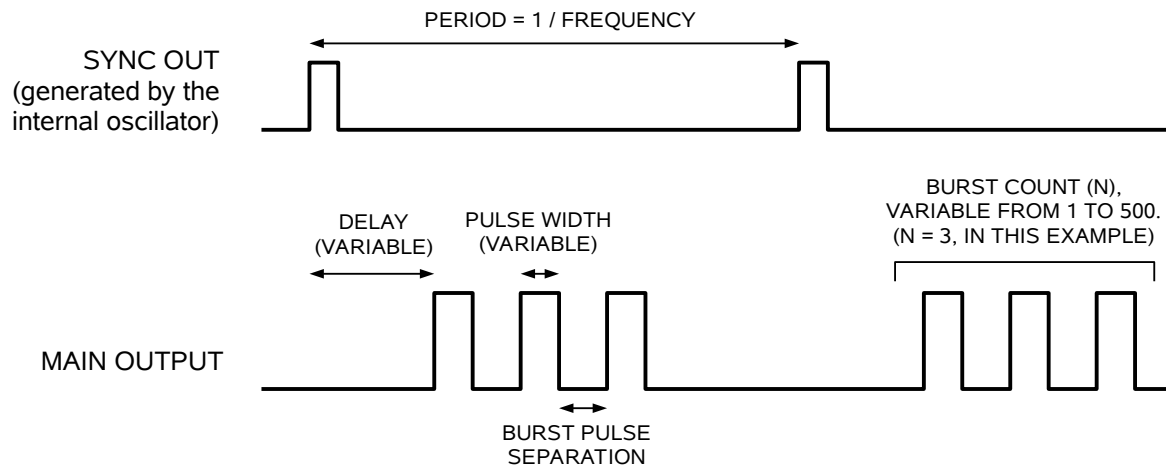 PERIOD = 1 / FREQUENCY
SYNC OUT
(generated by the
internal oscillator)
BURST COUNT (N),
VARIABLE FROM 1 TO 500.
(N = 3, IN THIS EXAMPLE)
DELAY
(VARIABLE)
PULSE WIDTH
(VARIABLE)
MAIN OUTPUT
BURST PULSE
SEPARATION